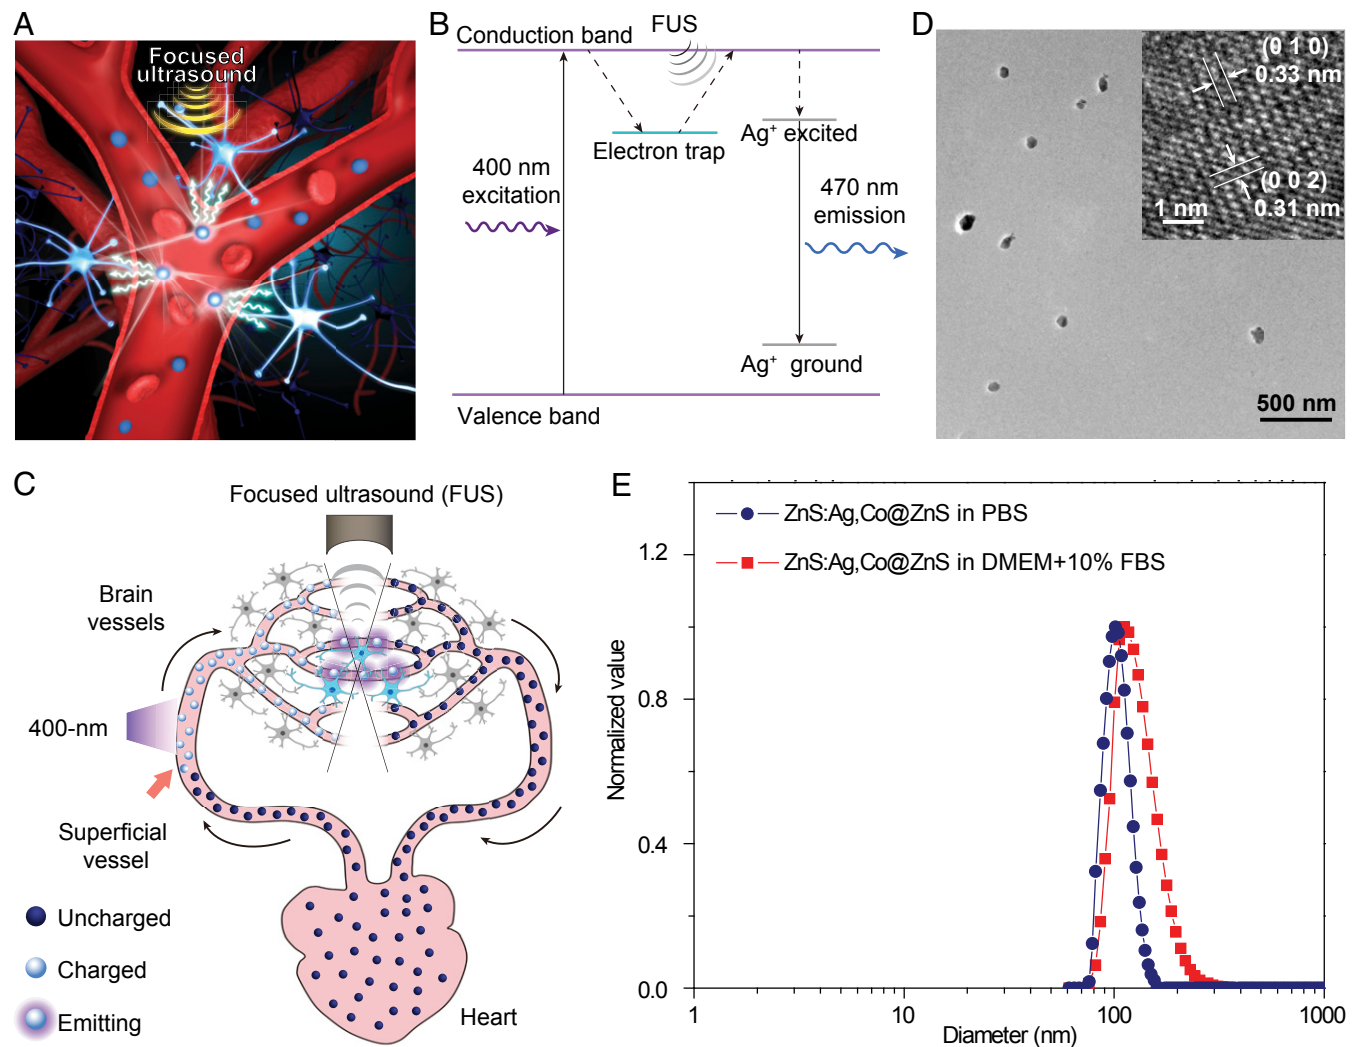 A
Focused
ultrasound
B
Conduction band
FUS
Electron trap
Ag⁺ excited
400 nm
excitation
470 nm
emission
Ag⁺ ground
Valence band
D
(0 1 0)
0.33 nm
(0 0 2)
0.31 nm
1 nm
500 nm
C
Focused ultrasound (FUS)
Brain
vessels
400-nm
Superficial
vessel
Uncharged
Charged
Emitting
Heart
E
ZnS:Ag,Co@ZnS in PBS
ZnS:Ag,Co@ZnS in DMEM+10% FBS
Normalized value
1.2
0.8
0.4
0.0
1
10
100
1000
Diameter (nm)